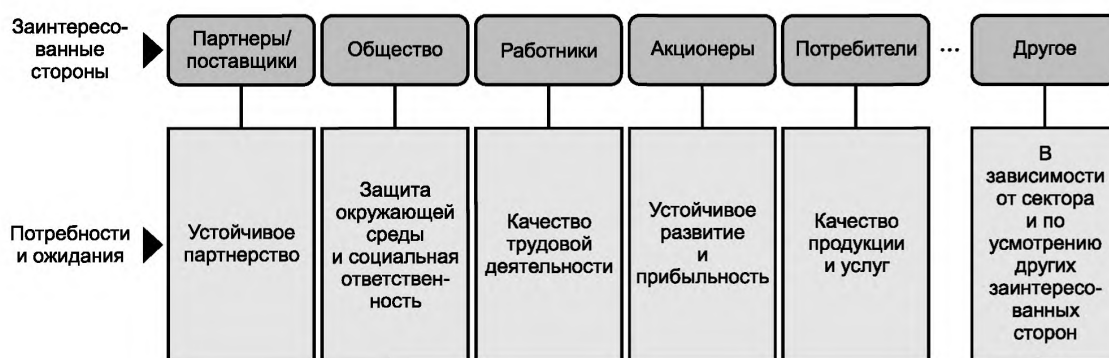 Заинтересо-
ванные
стороны
Партнеры/
поставщики
Общество
Работники
Акционеры
Потребители
...
Другое
Потребности
и ожидания
Устойчивое
партнерство
Защита
окружающей
среды
и социальная
ответствен-
ность
Качество
трудовой
деятельности
Устойчивое
развитие
и
прибыльность
Качество
продукции
и услуг
В
зависимости
от сектора
и по
усмотрению
других
заинтересо-
ванных
сторон